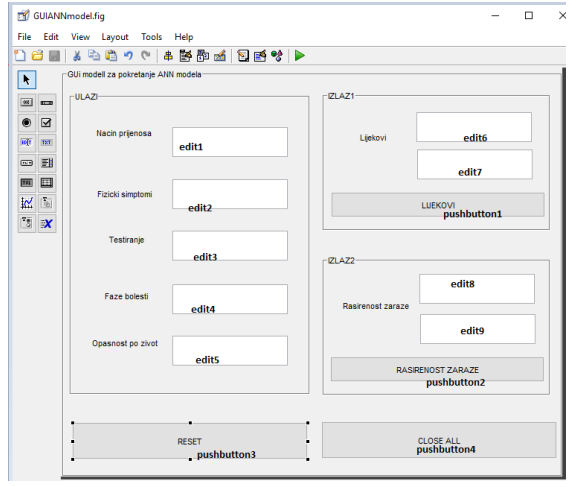 GUIANNmodel.fig
File Edit View Layout Tools Help
GUi modell za pokretanje ANN modela
ULAZI
Nacin prijenosa
edit1
Fizicki simptomi
edit2
Testiranje
edit3
Faze bolesti
edit4
Opasnost po zivot
edit5
IZLAZ1
Lijekovi
edit6
edit7
LIJEKOVI
pushbutton1
IZLAZ2
edit8
Rasirenost zaraze
edit9
RASIRENOST ZARAZE
pushbutton2
RESET
pushbutton3
CLOSE ALL
pushbutton4